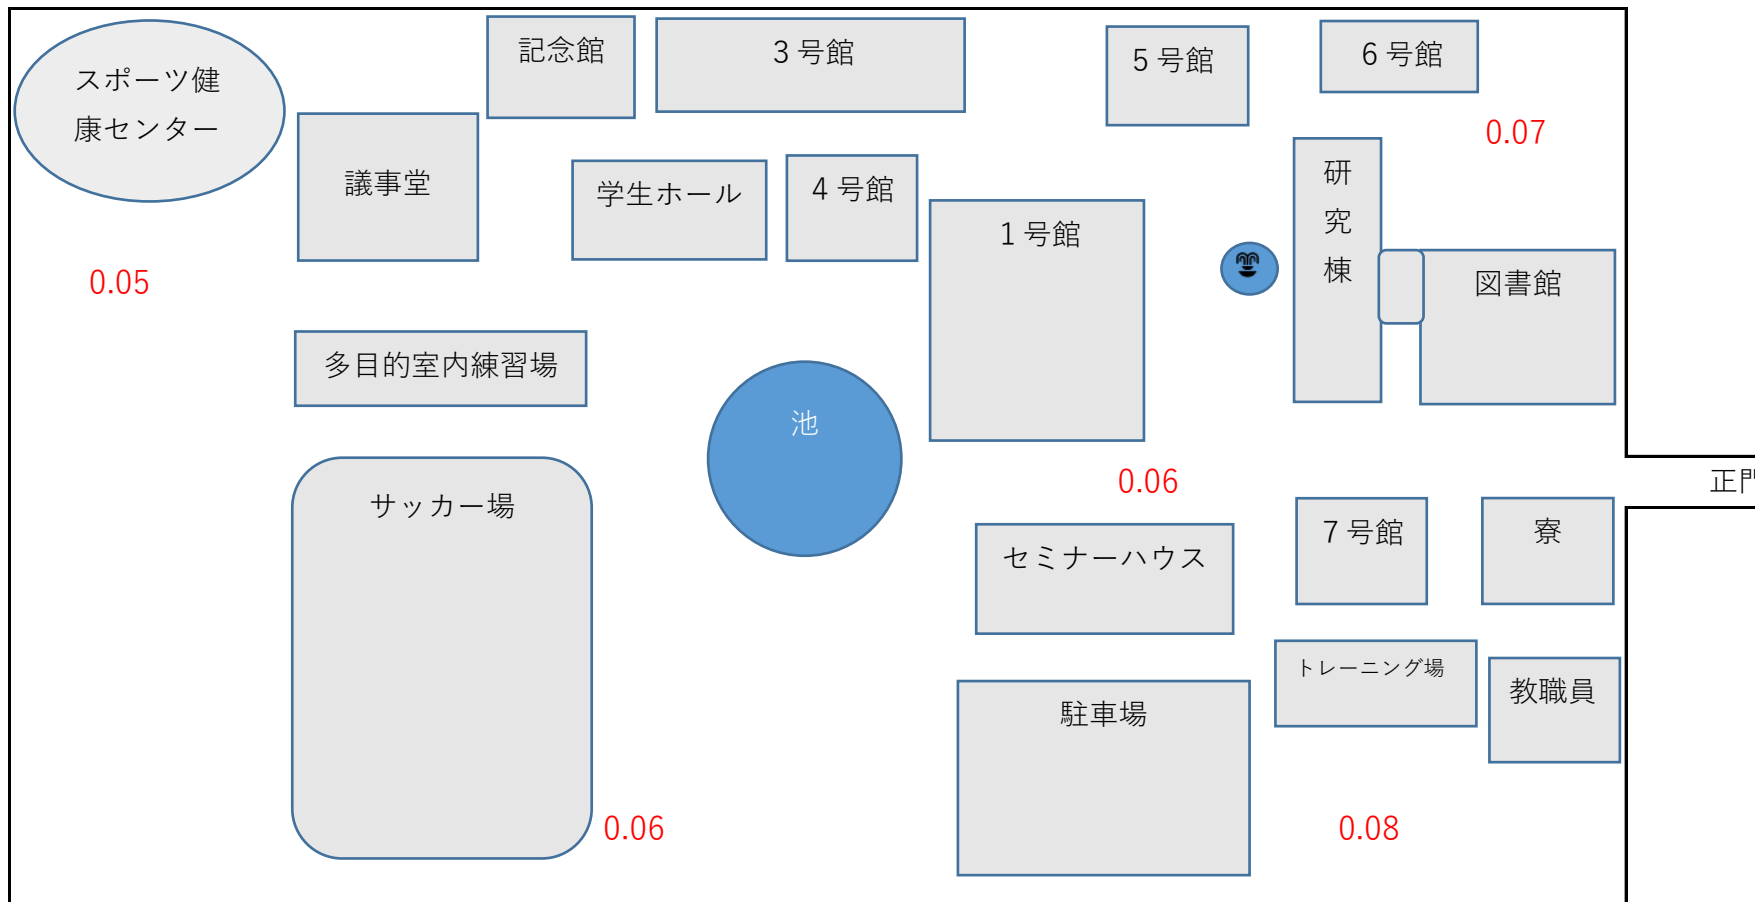 記念館
3号館
5号館
6号館
スポーツ健
康センター
0.07
議事堂
学生ホール
4号館
1号館
研
究
棟
図書館
0.05
多目的室内練習場
池
サッカー場
0.06
正門
セミナーハウス
7号館
寮
トレーニング場
教職員
駐車場
0.06
0.08